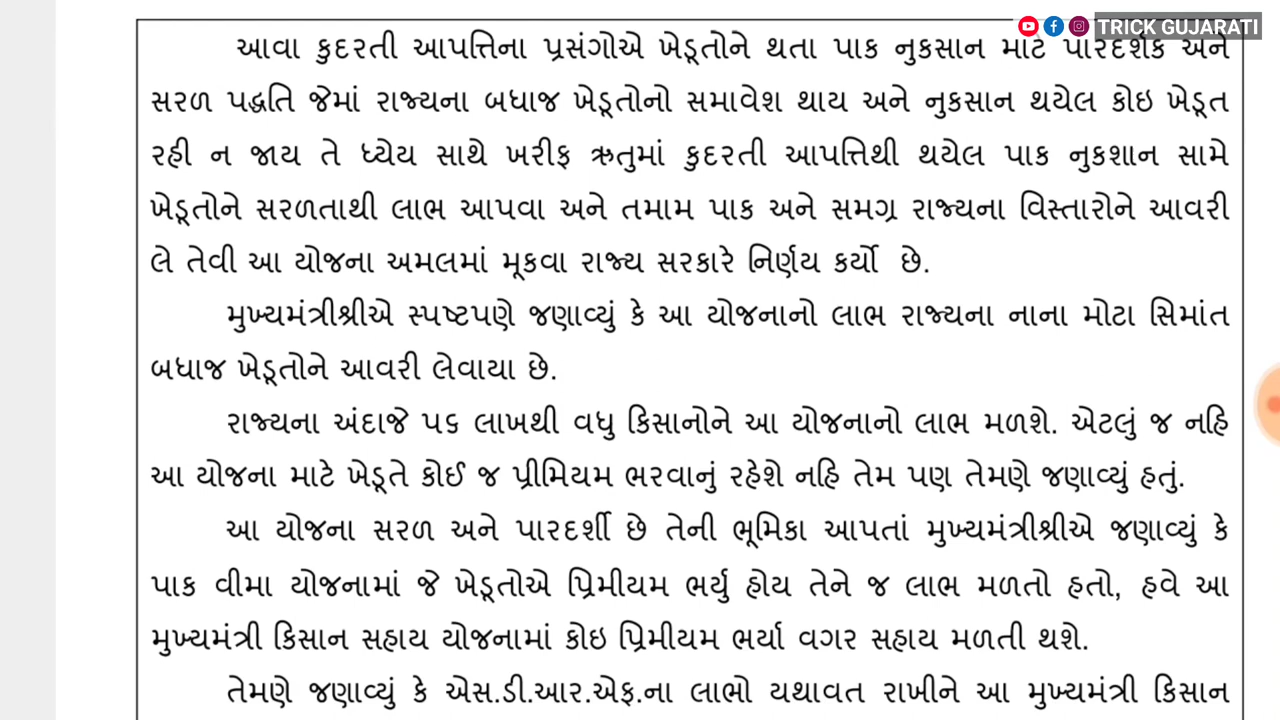 TRICK GUJARATI
આવા કુદરતી આપત્તિના પ્રસંગોએ ખેડૂતોને થતા પાક નુકસાન માટે પારદર્શક અને
સરળ પદ્ધતિ જેમાં રાજ્યના બધાજ ખેડૂતોનો સમાવેશ થાય અને નુકસાન થયેલ કોઇ ખેડૂત
રહી ન જાય તે ધ્યેય સાથે ખરીફ ઋતુમાં કુદરતી આપત્તિથી થયેલ પાક નુકશાન સામે
ખેડૂતોને સરળતાથી લાભ આપવા અને તમામ પાક અને સમગ્ર રાજ્યના વિસ્તારોને આવરી
લે તેવી આ યોજના અમલમાં મૂકવા રાજ્ય સરકારે નિર્ણય કર્યો છે.
મુખ્યમંત્રીશ્રીએ સ્પષ્ટપણે જણાવ્યું કે આ યોજનાનો લાભ રાજ્યના નાના મોટા સિમાંત
બધાજ ખેડૂતોને આવરી લેવાયા છે.
રાજ્યના અંદાજે ૫૬ લાખથી વધુ કિસાનોને આ યોજનાનો લાભ મળશે. એટલું જ નહિ
આ યોજના માટે ખેડૂતે કોઈ જ પ્રીમિયમ ભરવાનું રહેશે નહિ તેમ પણ તેમણે જણાવ્યું હતું.
આ યોજના સરળ અને પારદર્શી છે તેની ભૂમિકા આપતાં મુખ્યમંત્રીશ્રીએ જણાવ્યું કે
પાક વીમા યોજનામાં જે ખેડૂતોએ પ્રિમીયમ ભર્યુ હોય તેને જ લાભ મળતો હતો, હવે આ
મુખ્યમંત્રી કિસાન સહાય યોજનામાં કોઇ પ્રિમીયમ ભર્યા વગર સહાય મળતી થશે.
તેમણે જણાવ્યું કે એસ.ડી.આર.એફ.ના લાભો યથાવત રાખીને આ મુખ્યમંત્રી કિસાન